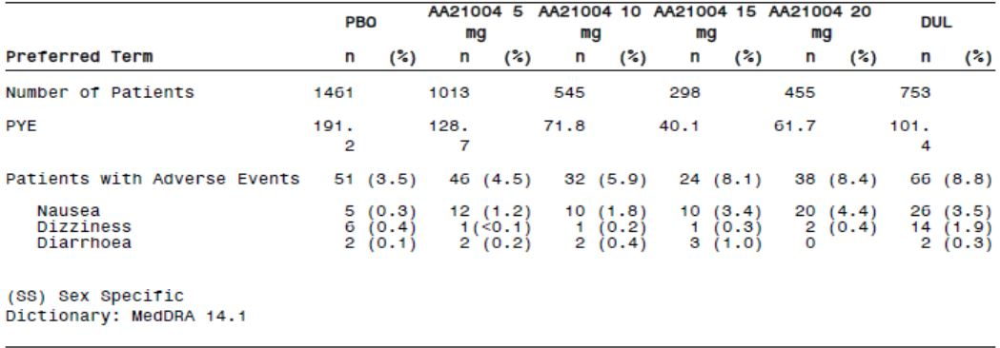 AA21004 5 AA21004 10 AA21004 15 AA21004 20
PBO mg mg mg mg DUL
Preferred Term n (%) n (%) n (%) n (%) n (%) n (%)
Number of Patients 1461 1013 545 298 455 753
PYE 191. 128. 71.8 40.1 61.7 101.
2 7 4
Patients with Adverse Events 51 (3.5) 46 (4.5) 32 (5.9) 24 (8.1) 38 (8.4) 66 (8.8)
Nausea 5 (0.3) 12 (1.2) 10 (1.8) 10 (3.4) 20 (4.4) 26 (3.5)
Dizziness 6 (0.4) 1(<0.1) 1 (0.2) 1 (0.3) 2 (0.4) 14 (1.9)
Diarrhoea 2 (0.1) 2 (0.2) 2 (0.4) 3 (1.0) 0 2 (0.3)
(SS) Sex Specific
Dictionary: MedDRA 14.1